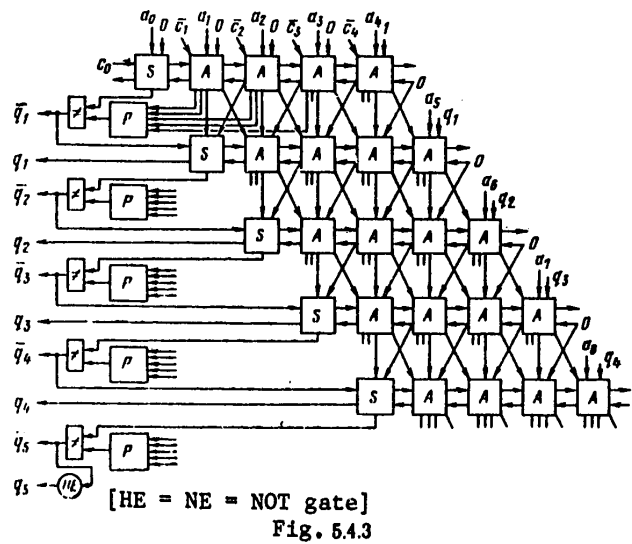 a₀ 0 c̄₁ a₁ 0 c̄₂ a₂ 0 c̄₃ a₃ 0 c̄₄ a₄ 1
c₀ S A A A A
0
q̄₁ ≠ P
a₅ q₁
q₁ S A A A A
0
q̄₂ ≠ P
a₆ q₂
q₂ S A A A A
0
q̄₃ ≠ P
a₇ q₃
q₃ S A A A A
0
q̄₄ ≠ P
a₈ q₄
q₄ S A A A A
q̇₅ ≠ P
q₅ HE
[HE = NE = NOT gate]
Fig. 5.4.3